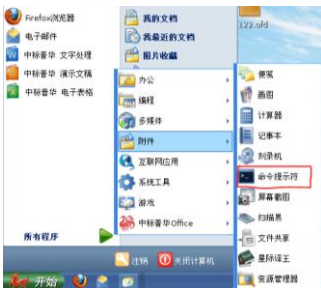 Firefox浏览器
电子邮件
中标普华 文字处理
中标普华 演示文稿
中标普华 电子表格
所有程序
我的文档
我最近的文档
图片收藏
办公
编程
多媒体
附件
互联网应用
系统工具
游戏
中标普华Office
注销
关闭计算机
开始
122.ofd
便笺
画图
计算器
记事本
刻录机
命令提示符
屏幕截图
扫描易
文件共享
星际译王
资源管理器